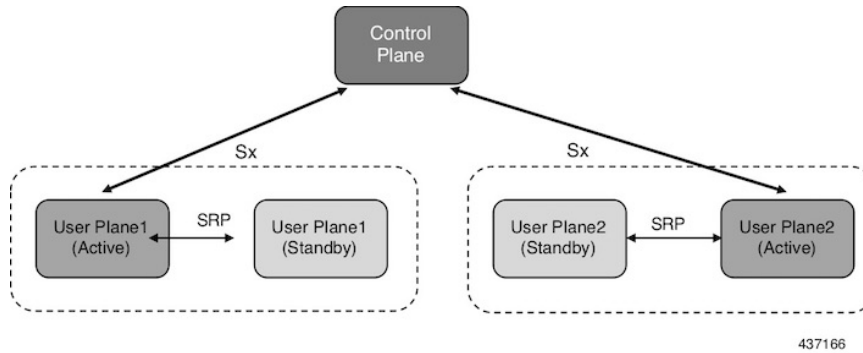 Control
Plane
Sx
Sx
User Plane1
(Active)
SRP
User Plane1
(Standby)
User Plane2
(Standby)
SRP
User Plane2
(Active)
437166